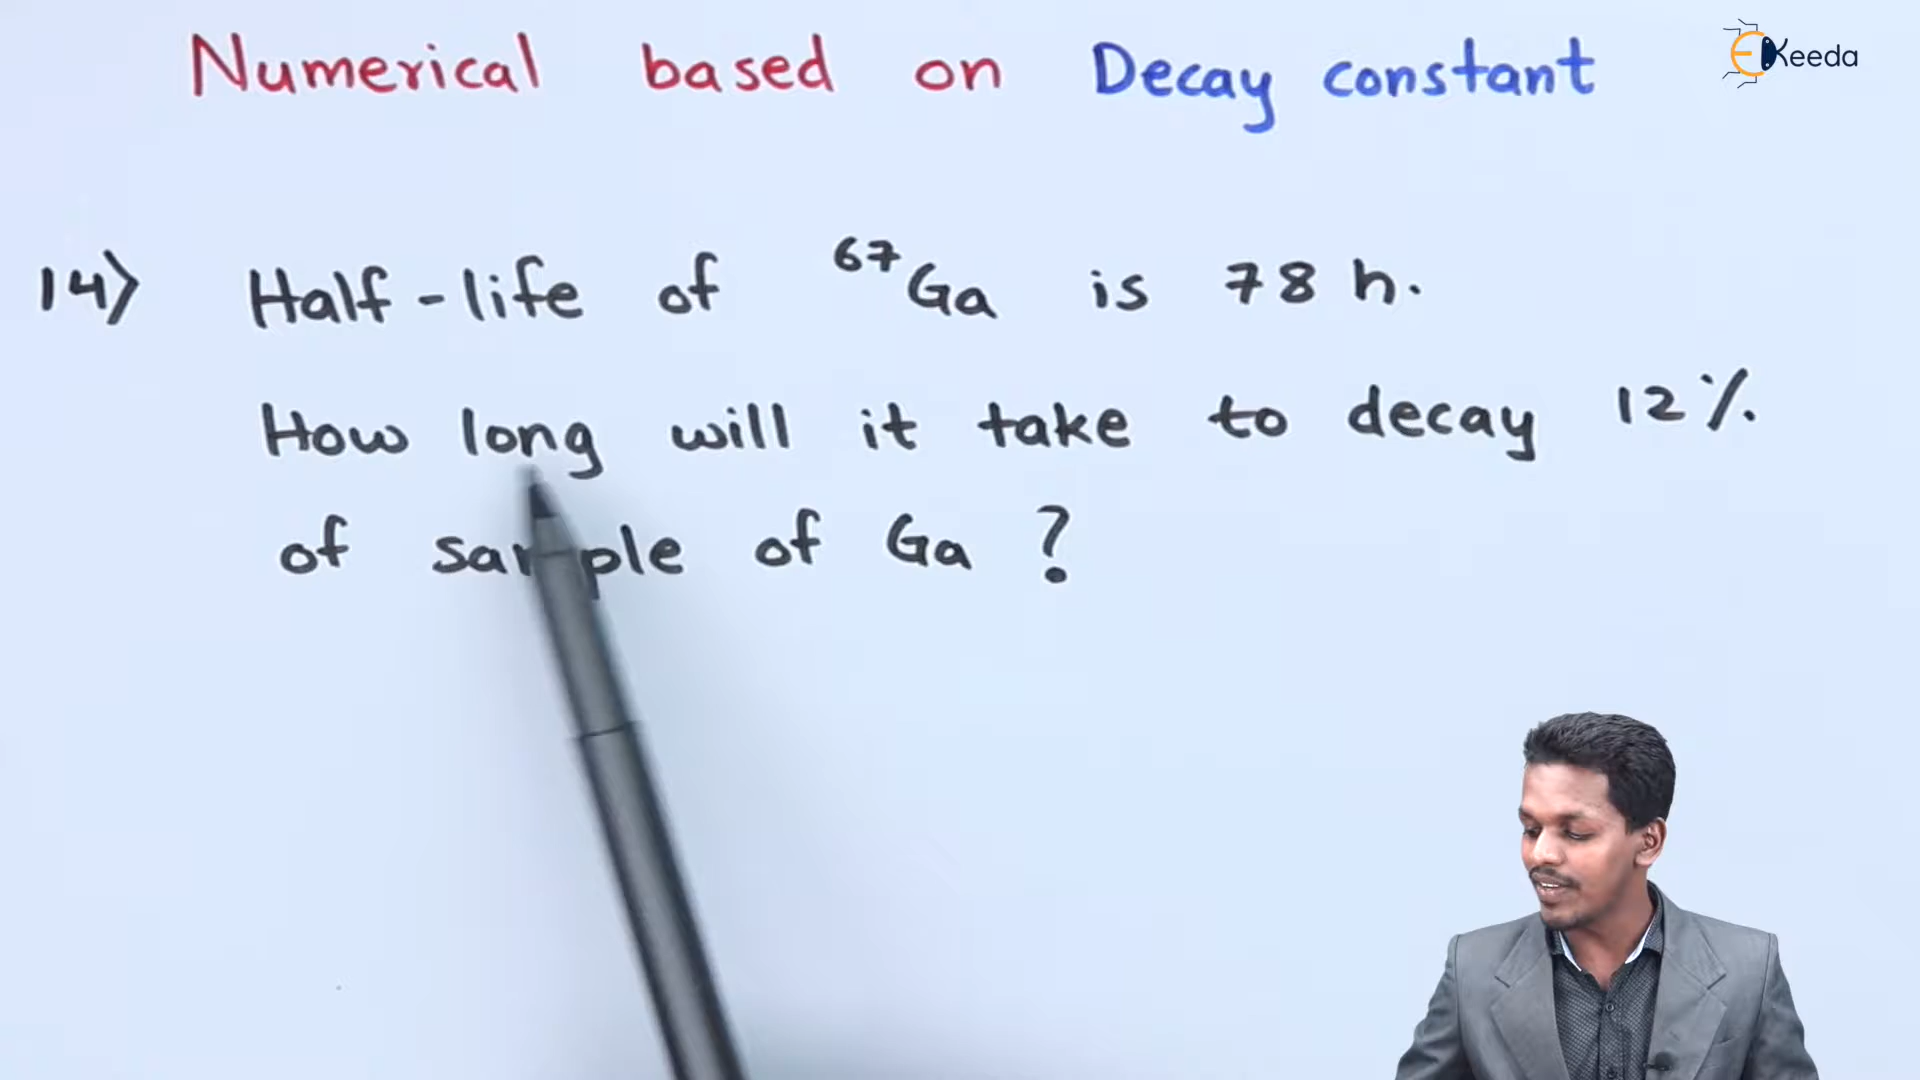 Numerical based on Decay constant
EKeeda
14) Half-life of ⁶⁷Ga is 78 h.
How long will it take to decay 12%
of sample of Ga ?